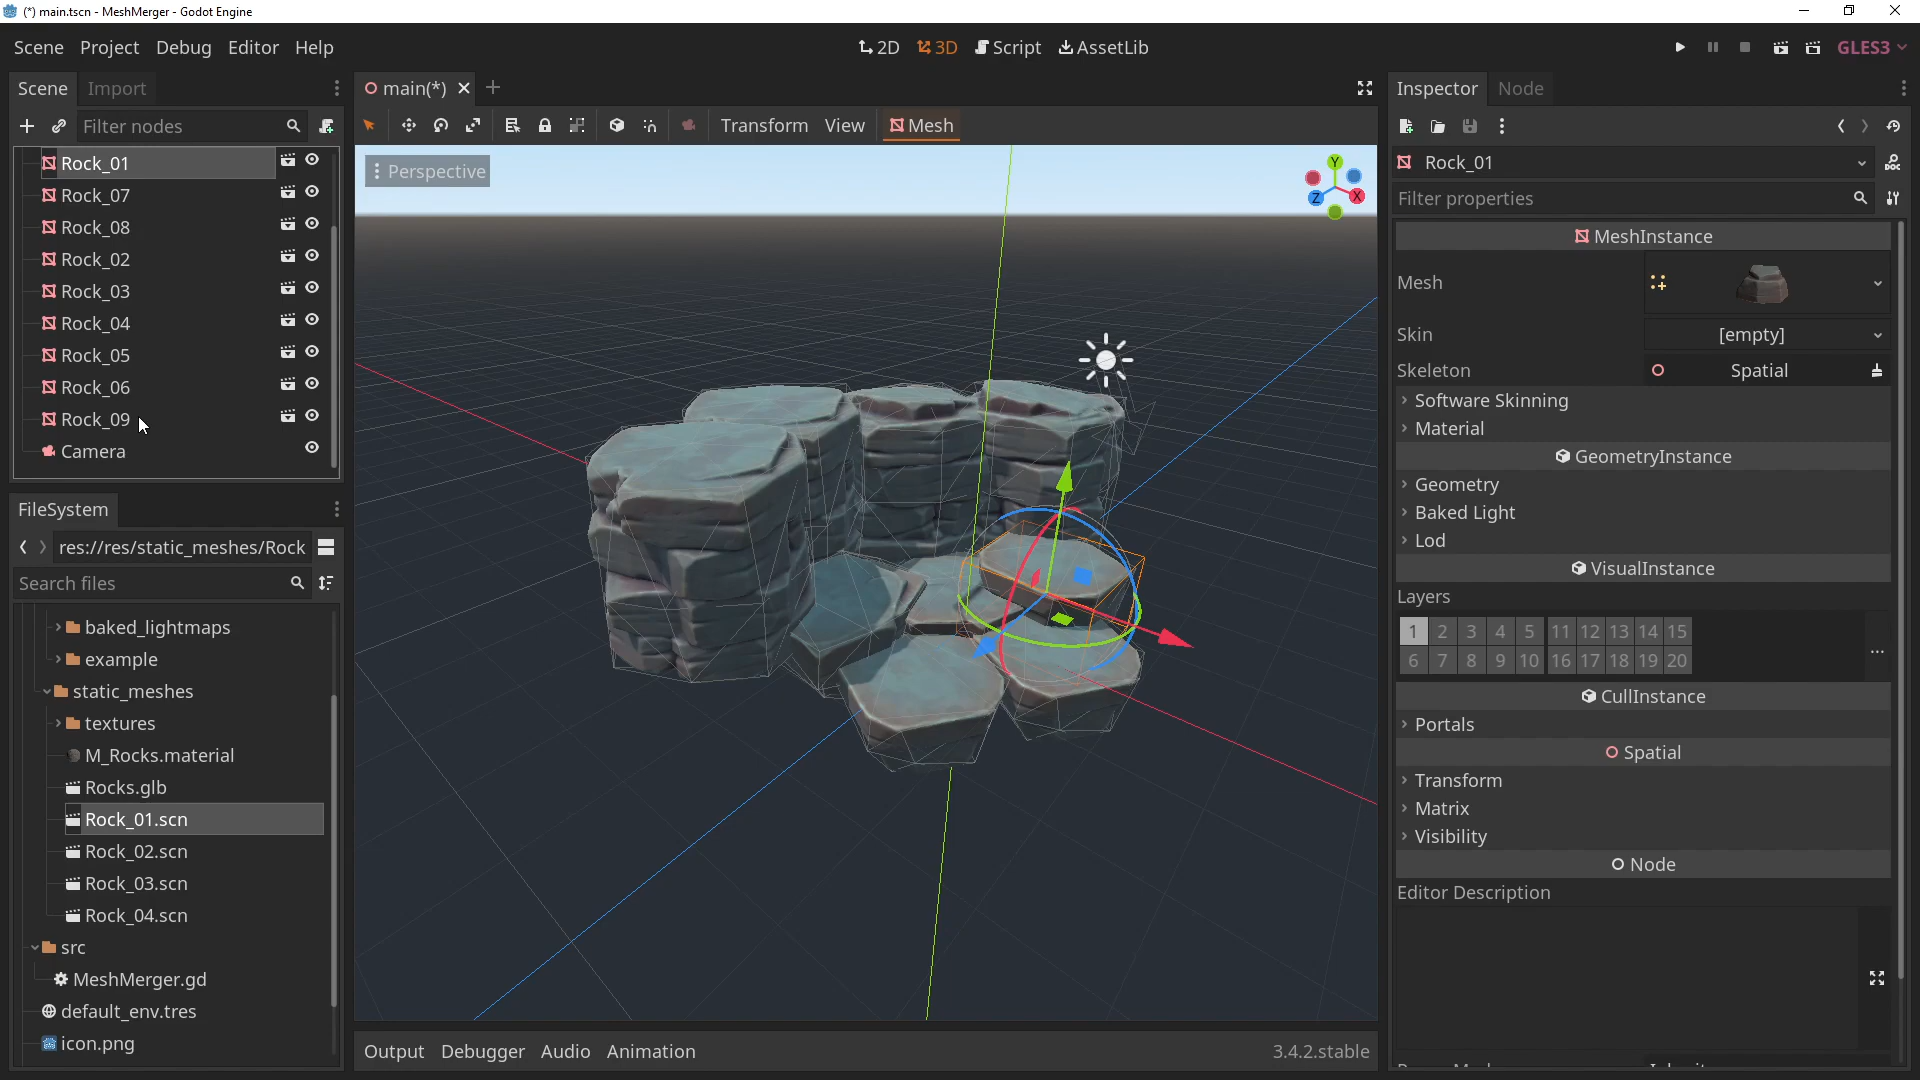 (*) main.tscn - MeshMerger - Godot Engine
Scene Project Debug Editor Help
2D 3D Script AssetLib
GLES3
Scene Import
Filter nodes
Rock_01
Rock_07
Rock_08
Rock_02
Rock_03
Rock_04
Rock_05
Rock_06
Rock_09
Camera
FileSystem
res://res/static_meshes/Rock
Search files
baked_lightmaps
example
static_meshes
textures
M_Rocks.material
Rocks.glb
Rock_01.scn
Rock_02.scn
Rock_03.scn
Rock_04.scn
src
MeshMerger.gd
default_env.tres
icon.png
main(*)
Transform View Mesh
Perspective
Y
Z X
Output Debugger Audio Animation
3.4.2.stable
Inspector Node
Rock_01
Filter properties
MeshInstance
Mesh
Skin [empty]
Skeleton Spatial
Software Skinning
Material
GeometryInstance
Geometry
Baked Light
Lod
VisualInstance
Layers
1 2 3 4 5 11 12 13 14 15
6 7 8 9 10 16 17 18 19 20
...
CullInstance
Portals
Spatial
Transform
Matrix
Visibility
Node
Editor Description